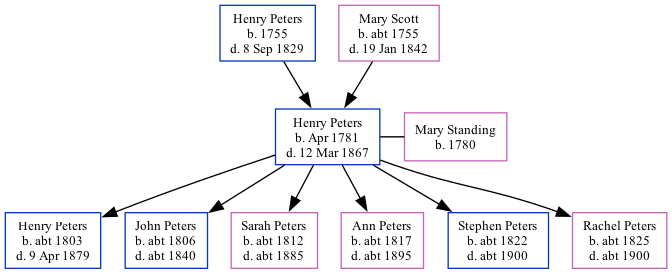 Henry Peters
b. 1755
d. 8 Sep 1829
Mary Scott
b. abt 1755
d. 19 Jan 1842
Henry Peters
b. Apr 1781
d. 12 Mar 1867
Mary Standing
b. 1780
Henry Peters
b. abt 1803
d. 9 Apr 1879
John Peters
b. abt 1806
d. abt 1840
Sarah Peters
b. abt 1812
d. abt 1885
Ann Peters
b. abt 1817
d. abt 1895
Stephen Peters
b. abt 1822
d. abt 1900
Rachel Peters
b. abt 1825
d. abt 1900